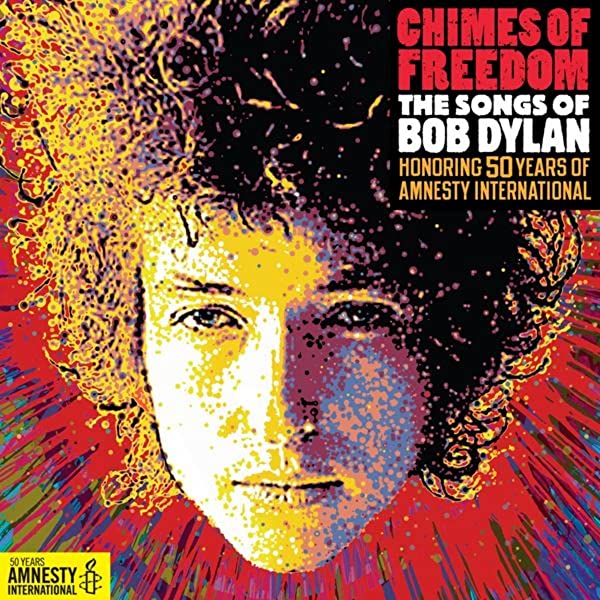 CHIMES OF
FREEDOM
THE SONGS OF
BOB DYLAN
HONORING 50 YEARS OF
AMNESTY INTERNATIONAL
50 YEARS
AMNESTY
INTERNATIONAL